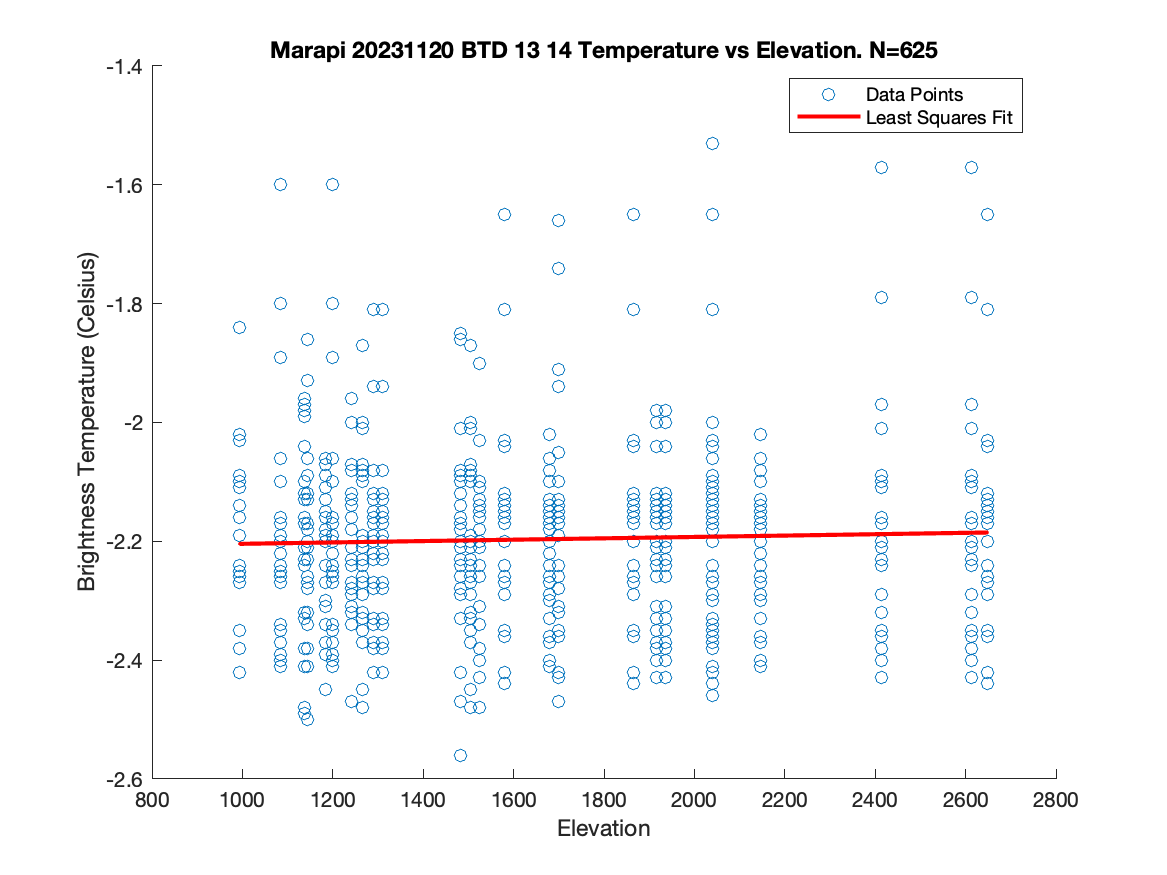 Marapi 20231120 BTD 13 14 Temperature vs Elevation. N=625
Data Points
Least Squares Fit
Brightness Temperature (Celsius)
-1.4
-1.6
-1.8
-2
-2.2
-2.4
-2.6
800 1000 1200 1400 1600 1800 2000 2200 2400 2600 2800
Elevation